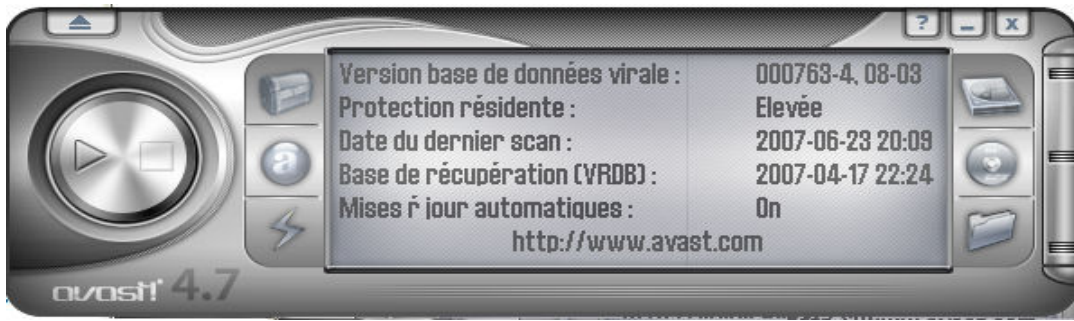 ? _ x
Version base de données virale : 000763-4, 08-03
Protection résidente : Elevée
Date du dernier scan : 2007-06-23 20:09
Base de récupération (VRDB) : 2007-04-17 22:24
Mises ŕ jour automatiques : On
http://www.avast.com
a
avast! 4.7